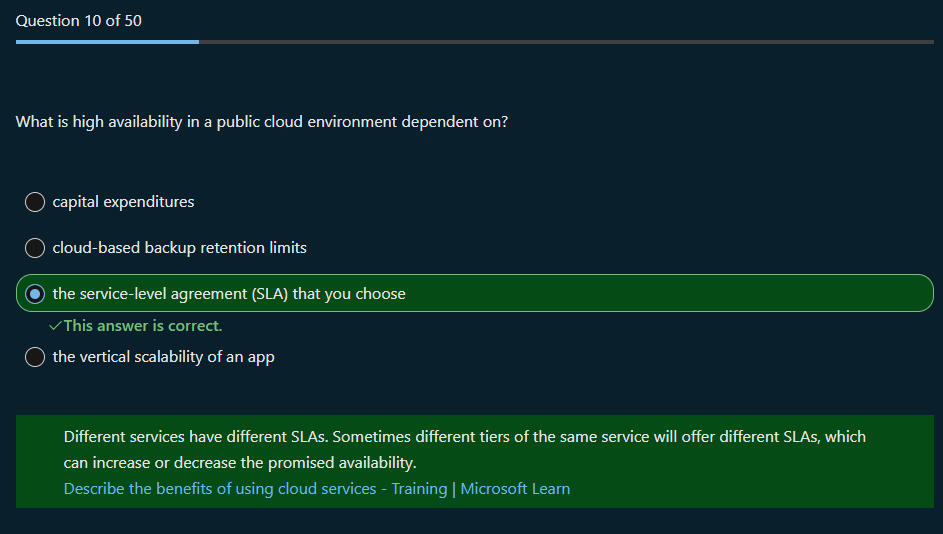 Question 10 of 50
What is high availability in a public cloud environment dependent on?
capital expenditures
cloud-based backup retention limits
the service-level agreement (SLA) that you choose
✓This answer is correct.
the vertical scalability of an app
Different services have different SLAs. Sometimes different tiers of the same service will offer different SLAs, which
can increase or decrease the promised availability.
Describe the benefits of using cloud services - Training | Microsoft Learn